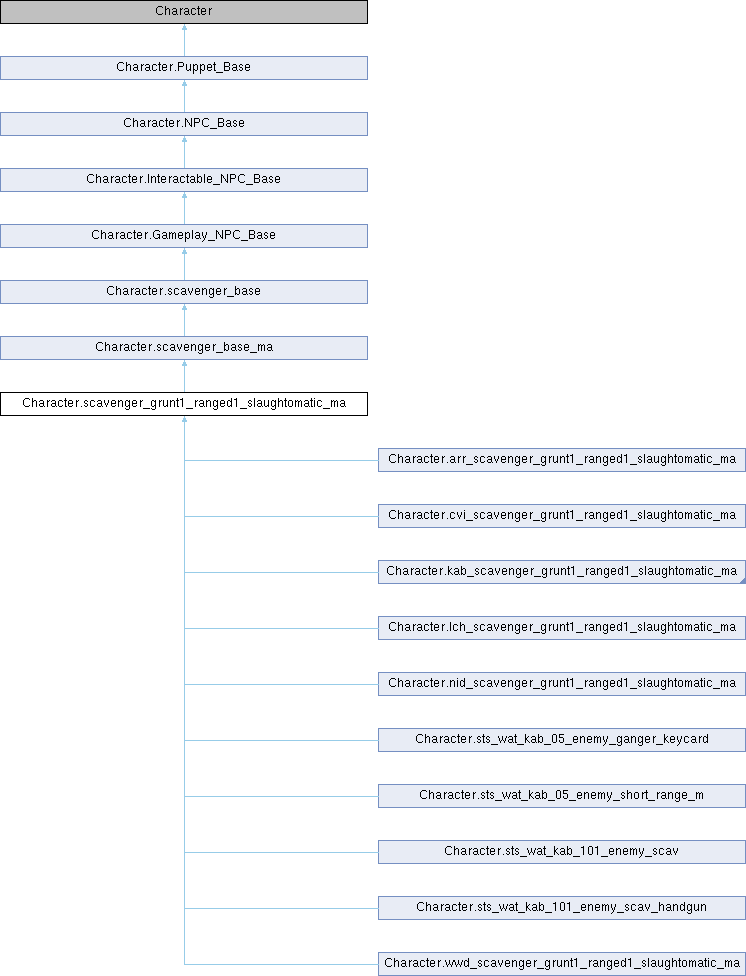 Character
Character.Puppet_Base
Character.NPC_Base
Character.Interactable_NPC_Base
Character.Gameplay_NPC_Base
Character.scavenger_base
Character.scavenger_base_ma
Character.scavenger_grunt1_ranged1_slaughtomatic_ma
Character.arr_scavenger_grunt1_ranged1_slaughtomatic_ma
Character.cvi_scavenger_grunt1_ranged1_slaughtomatic_ma
Character.kab_scavenger_grunt1_ranged1_slaughtomatic_ma
Character.lch_scavenger_grunt1_ranged1_slaughtomatic_ma
Character.nid_scavenger_grunt1_ranged1_slaughtomatic_ma
Character.sts_wat_kab_05_enemy_ganger_keycard
Character.sts_wat_kab_05_enemy_short_range_m
Character.sts_wat_kab_101_enemy_scav
Character.sts_wat_kab_101_enemy_scav_handgun
Character.wwd_scavenger_grunt1_ranged1_slaughtomatic_ma